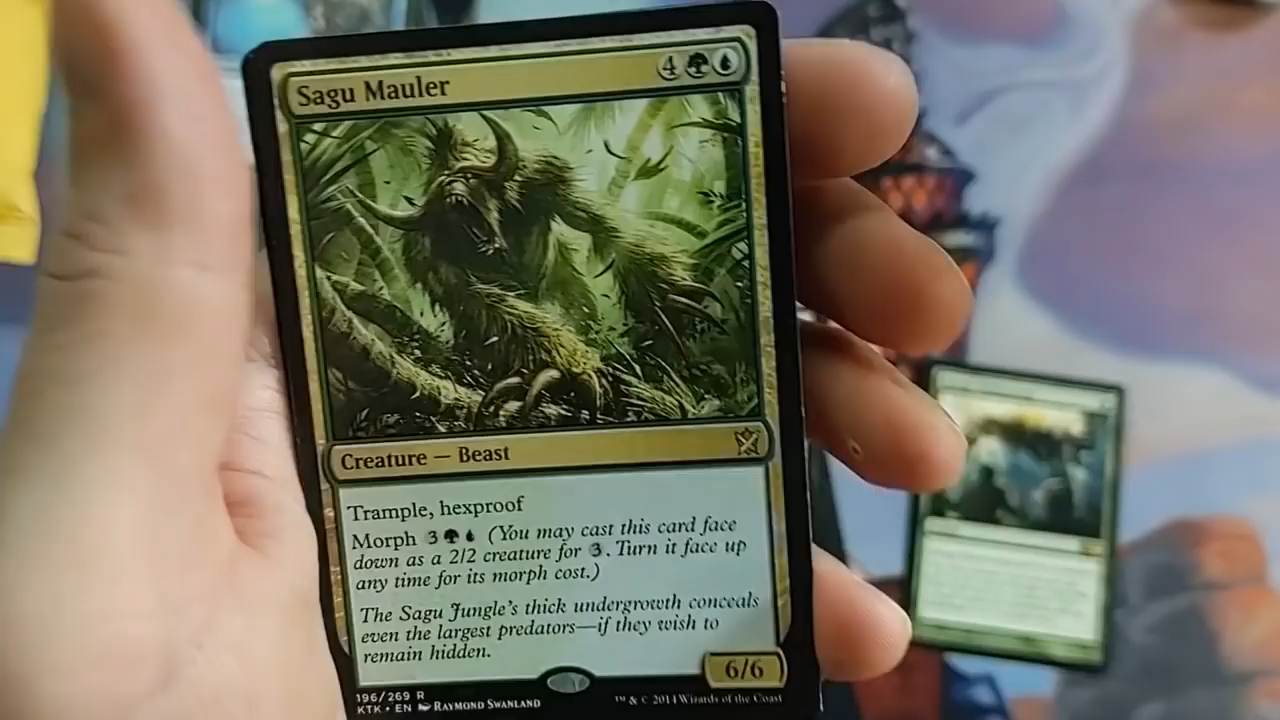 Sagu Mauler 4
Creature — Beast
Trample, hexproof
Morph 3 (You may cast this card face
down as a 2/2 creature for 3. Turn it face up
any time for its morph cost.)
The Sagu Jungle's thick undergrowth conceals
even the largest predators—if they wish to
remain hidden.
6/6
196/269 R
KTK • EN RAYMOND SWANLAND
™ & © 2014 Wizards of the Coast